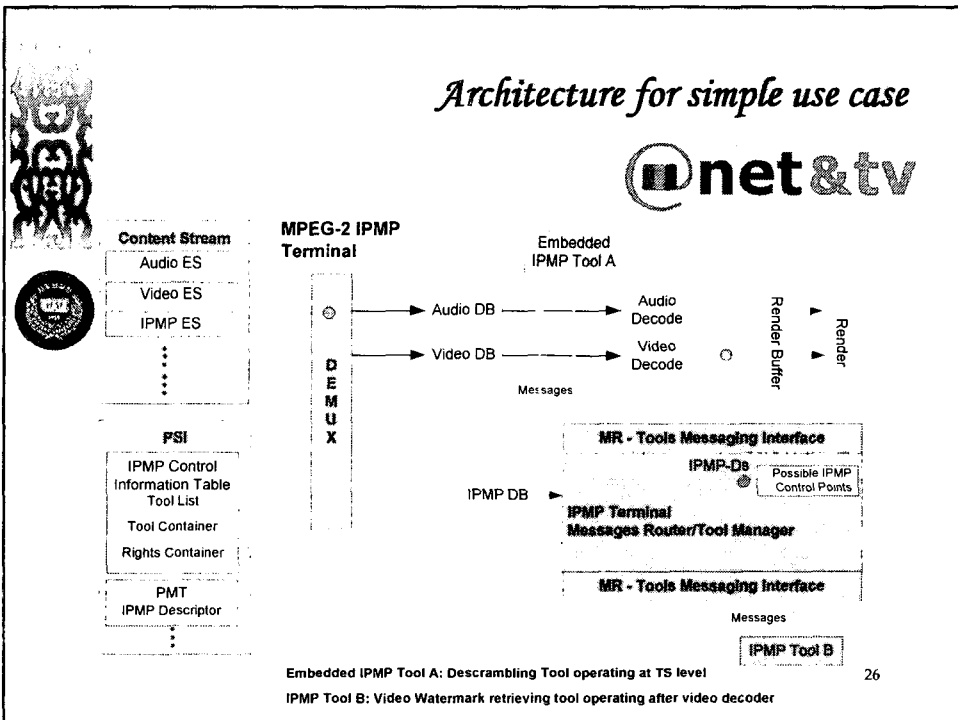 Architecture for simple use case
net&tv
Content Stream
Audio ES
Video ES
IPMP ES
PSI
IPMP Control
Information Table
Tool List
Tool Container
Rights Container
PMT
IPMP Descriptor
MPEG-2 IPMP
Terminal
DEMUX
Embedded
IPMP Tool A
Audio DB
Audio
Decode
Video DB
Video
Decode
Render Buffer
Render
Messages
MR - Tools Messaging Interface
IPMP-Ds
Possible IPMP
Control Points
IPMP DB
IPMP Terminal
Messages Router/Tool Manager
MR - Tools Messaging Interface
Messages
IPMP Tool B
Embedded IPMP Tool A: Descrambling Tool operating at TS level
IPMP Tool B: Video Watermark retrieving tool operating after video decoder
26